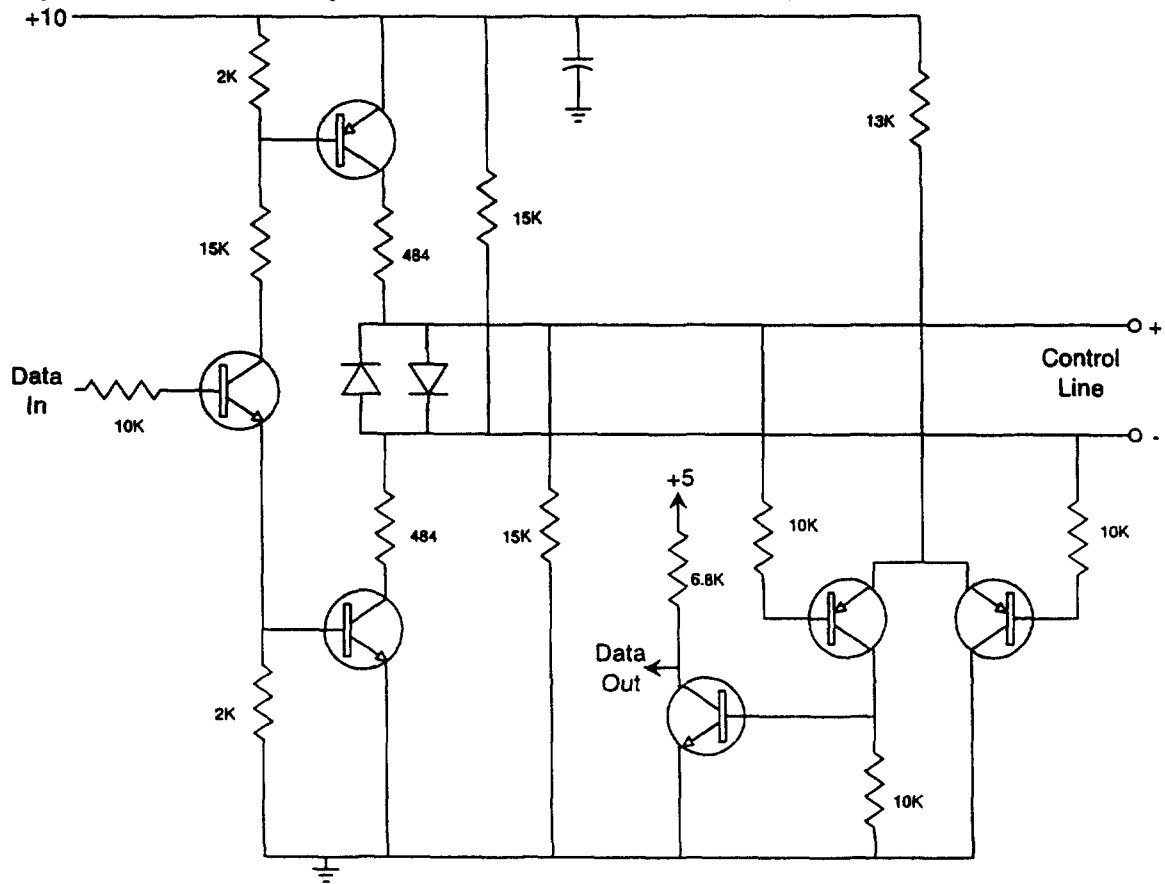 +10
2K
13K
15K
15K
484
+
Data
In
Control
Line
10K
-
+5
484
15K
10K
10K
6.8K
Data
Out
2K
10K